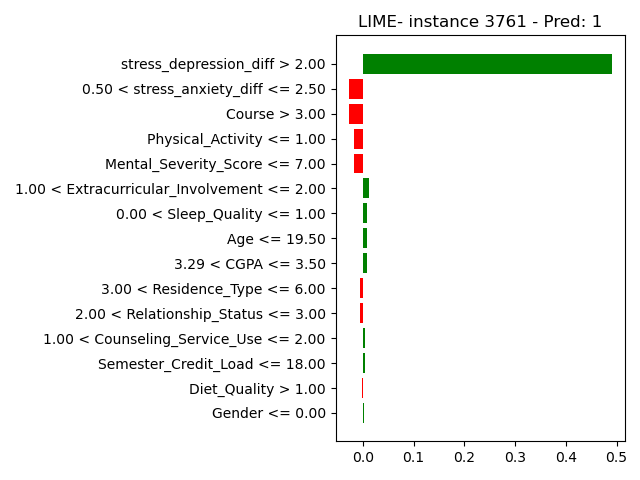 LIME- instance 3761 - Pred: 1
stress_depression_diff > 2.00
0.50 < stress_anxiety_diff <= 2.50
Course > 3.00
Physical_Activity <= 1.00
Mental_Severity_Score <= 7.00
1.00 < Extracurricular_Involvement <= 2.00
0.00 < Sleep_Quality <= 1.00
Age <= 19.50
3.29 < CGPA <= 3.50
3.00 < Residence_Type <= 6.00
2.00 < Relationship_Status <= 3.00
1.00 < Counseling_Service_Use <= 2.00
Semester_Credit_Load <= 18.00
Diet_Quality > 1.00
Gender <= 0.00
0.0 0.1 0.2 0.3 0.4 0.5